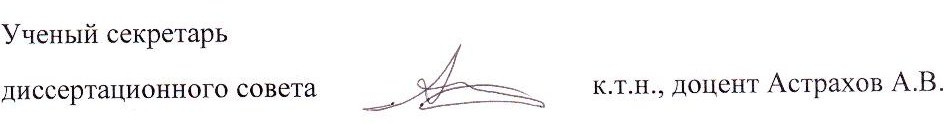 Ученый секретарь
диссертационного совета к.т.н., доцент Астрахов А.В.